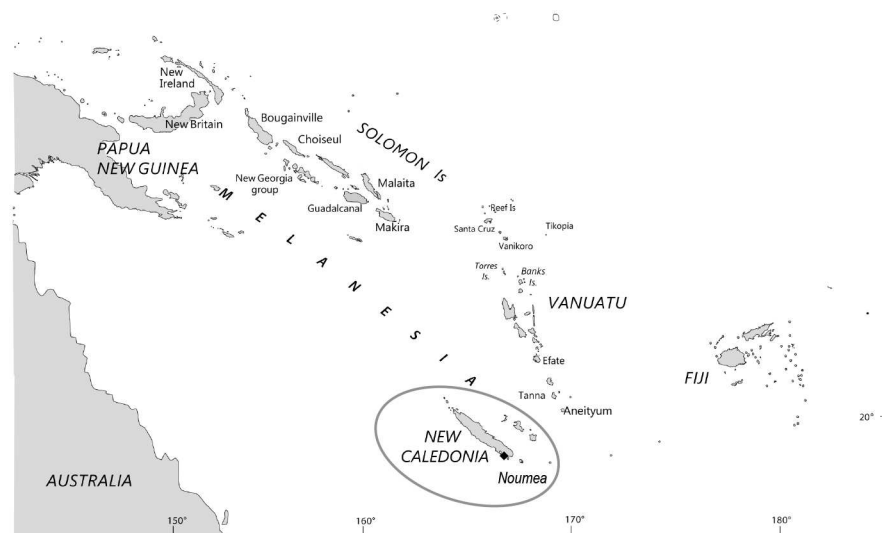 New
Ireland
New Britain
PAPUA
NEW GUINEA
Bougainville
Choiseul
SOLOMON Is
New Georgia
group
Malaita
Guadalcanal
Makira
MELANESIA
Reef Is
Santa Cruz
Tikopia
Vanikoro
Torres
Is.
Banks
Is.
VANUATU
Efate
FIJI
Tanna
Aneityum
20°
NEW
CALEDONIA
Noumea
AUSTRALIA
150°
160°
170°
180°